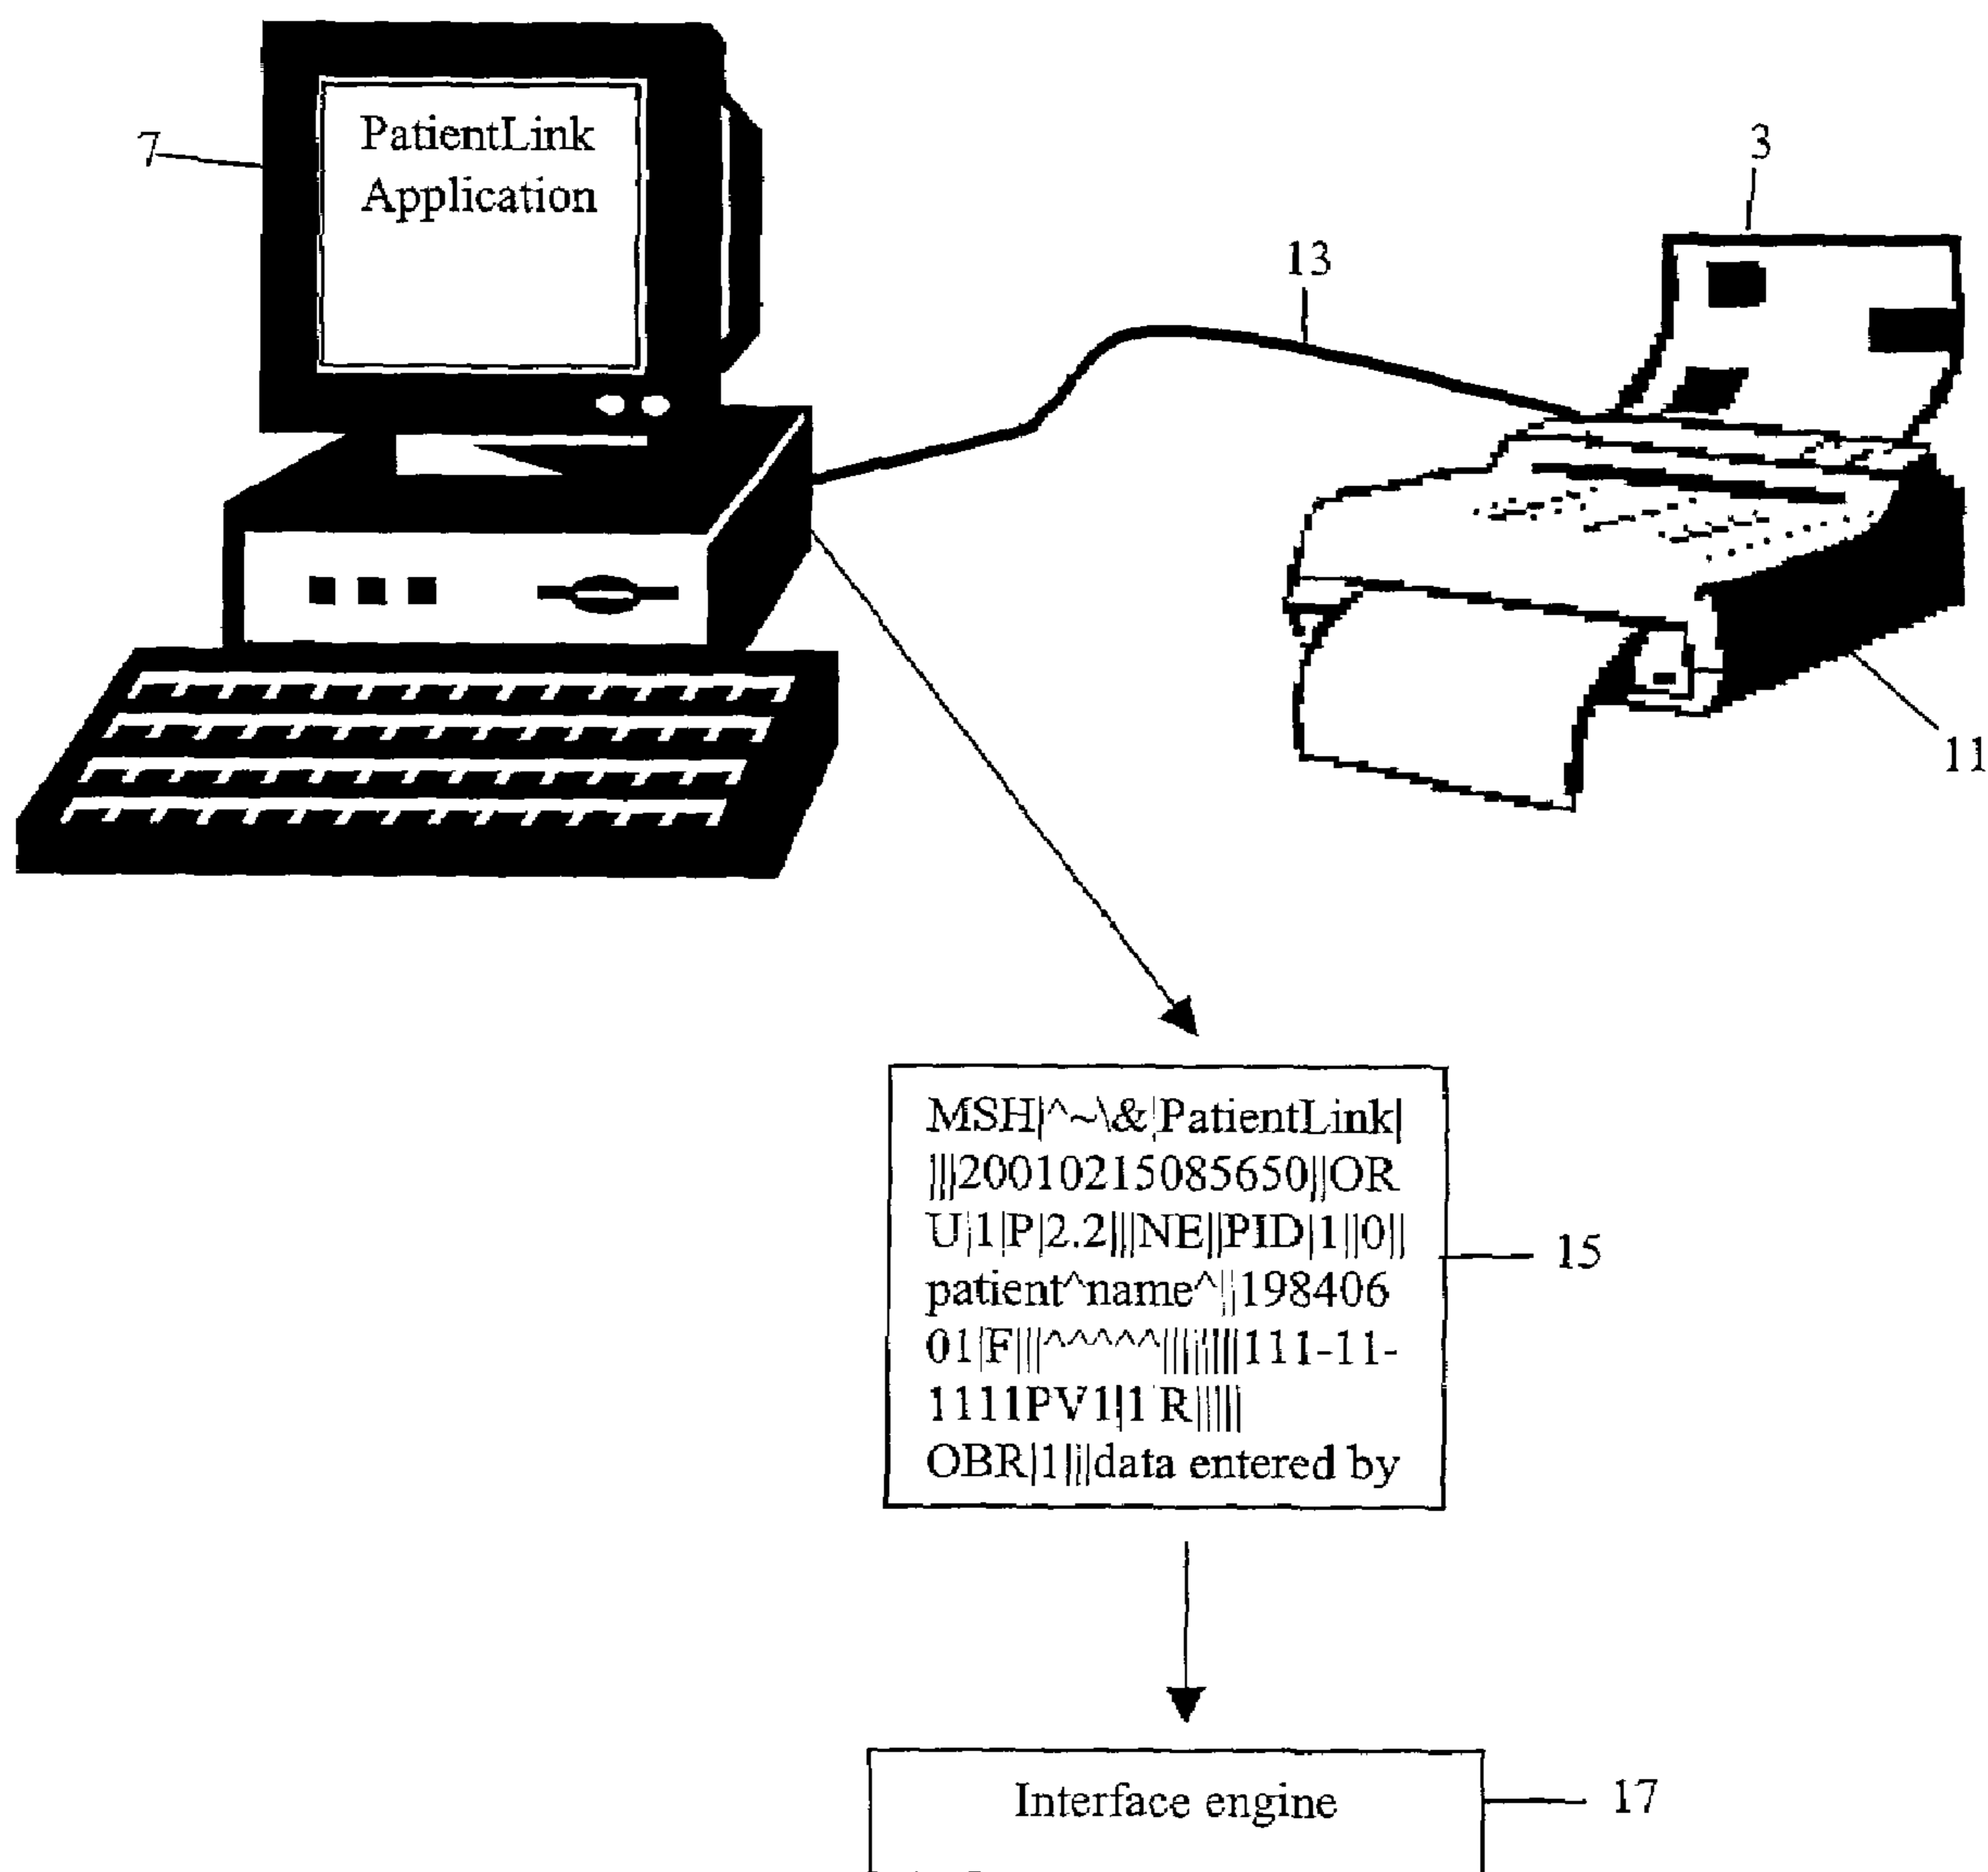 PatientLink
Application
7
3
13
11
MSH|^~\&|PatientLink|
||||20010215085650||OR
U|1|P|2.2|||NE||PID|1||0||
patient^name^||198406
01|F|||^^^^^^||||||||111-11-
1111PV1|1 R||||||
OBR|1||||data entered by
15
Interface engine
17